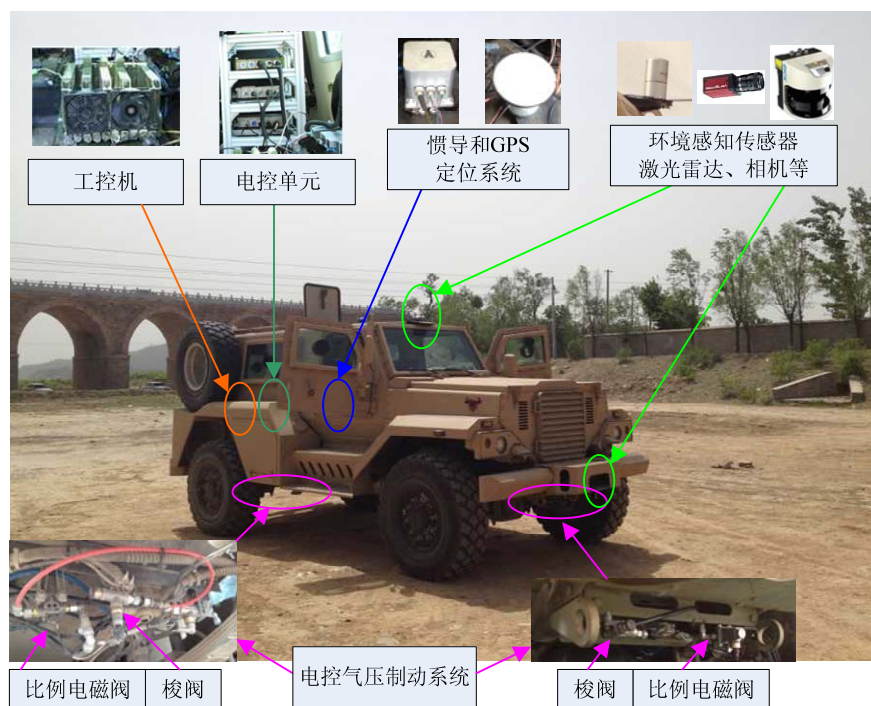 工控机
电控单元
惯导和GPS
定位系统
环境感知传感器
激光雷达、相机等
比例电磁阀
梭阀
电控气压制动系统
梭阀
比例电磁阀